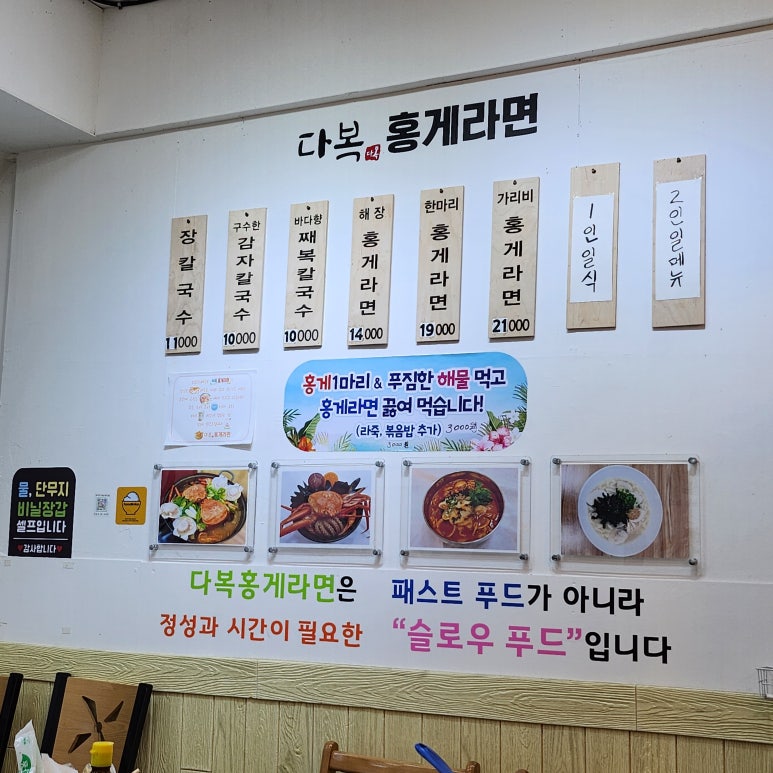 다복 다복 홍게라면
장칼국수
11000
구수한
감자칼국수
10000
바다향
째복칼국수
10000
해장
홍게라면
14000
한마리
홍게라면
19000
가리비
홍게라면
21000
1인일식
2인일메뉴
홍게1마리 & 푸짐한 해물 먹고
홍게라면 끓여 먹습니다!
(라죽, 볶음밥 추가) 3000원
3000원
물, 단무지
비닐장갑
셀프입니다
감사합니다
다복홍게라면은 패스트 푸드가 아니라
정성과 시간이 필요한 “슬로우 푸드”입니다